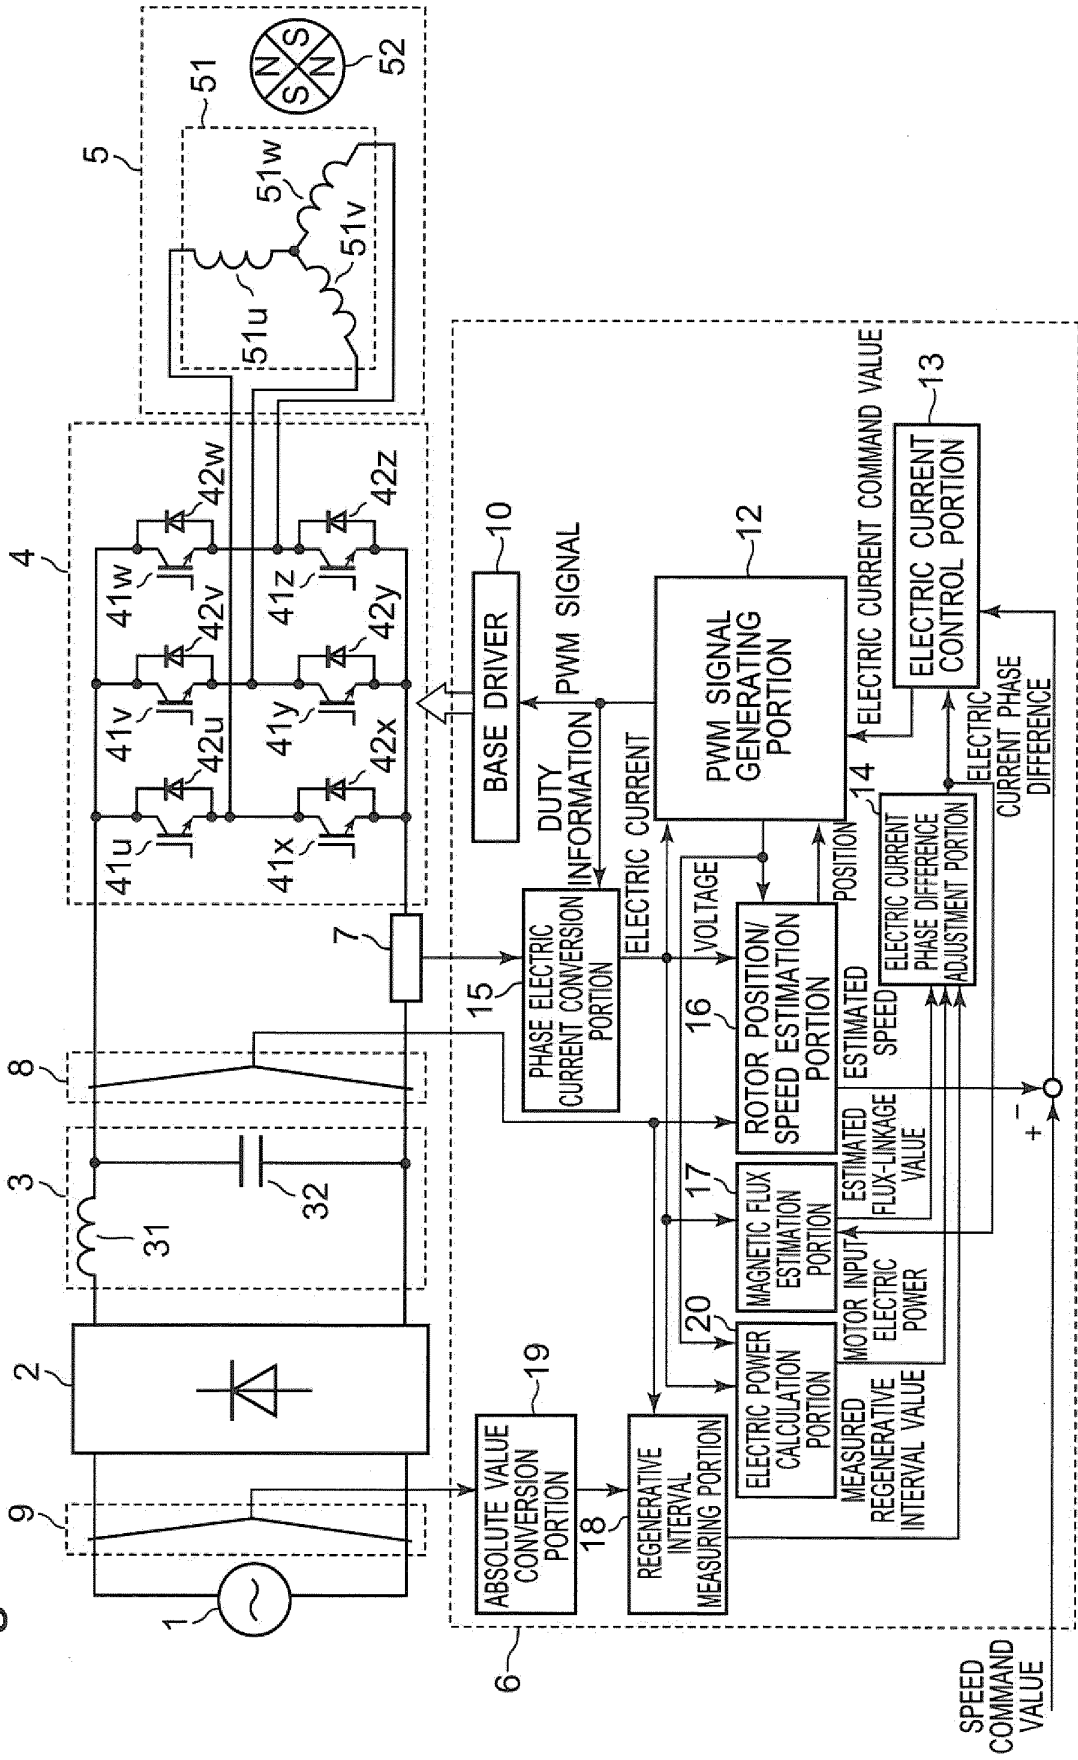 1
9
2
3
31
32
8
7
4
41u
42u
41v
42v
41w
42w
41x
42x
41y
42y
41z
42z
5
51
51u
51w
51v
52
N
S
N
S
6
ABSOLUTE VALUE
CONVERSION
PORTION
19
18
REGENERATIVE
INTERVAL
MEASURING PORTION
PHASE ELECTRIC
CURRENT CONVERSION
PORTION
15
BASE DRIVER
10
PWM SIGNAL
DUTY
INFORMATION
ELECTRIC CURRENT
PWM SIGNAL
GENERATING
PORTION
12
VOLTAGE
POSITION
ROTOR POSITION/
SPEED ESTIMATION
PORTION
16
MAGNETIC FLUX
ESTIMATION
PORTION
17
ELECTRIC POWER
CALCULATION
PORTION
20
MEASURED
REGENERATIVE
INTERVAL VALUE
MOTOR INPUT
ELECTRIC
POWER
ESTIMATED
FLUX-LINKAGE
VALUE
ESTIMATED
SPEED
ELECTRIC CURRENT
PHASE DIFFERENCE
ADJUSTMENT PORTION
14
ELECTRIC
CURRENT PHASE
DIFFERENCE
ELECTRIC CURRENT COMMAND VALUE
ELECTRIC CURRENT
CONTROL PORTION
13
+
−
SPEED
COMMAND
VALUE